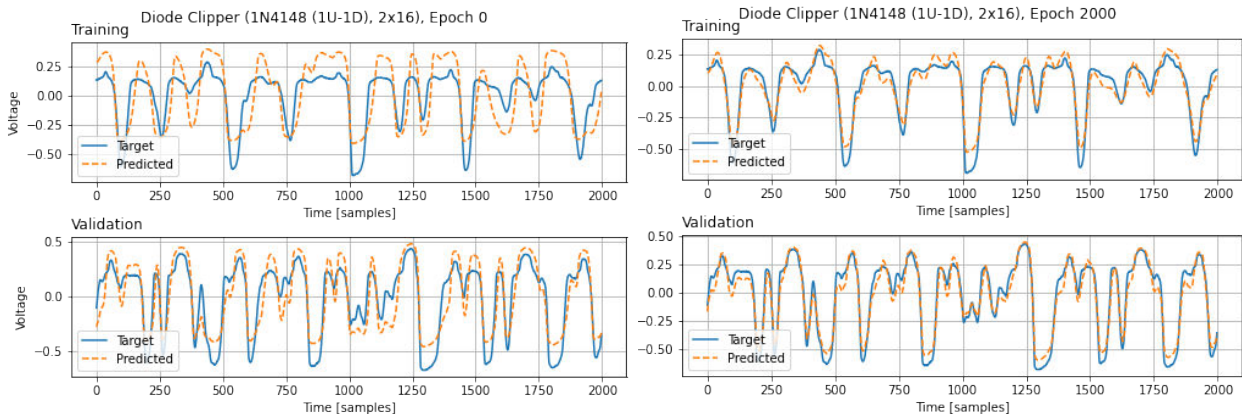 Diode Clipper (1N4148 (1U-1D), 2x16), Epoch 0
Training
Voltage
0.25
0.00
−0.25
−0.50
Target
Predicted
0 250 500 750 1000 1250 1500 1750 2000
Time [samples]
Validation
Voltage
0.5
0.0
−0.5
Target
Predicted
0 250 500 750 1000 1250 1500 1750 2000
Time [samples]
Diode Clipper (1N4148 (1U-1D), 2x16), Epoch 2000
Training
0.25
0.00
−0.25
−0.50
Target
Predicted
0 250 500 750 1000 1250 1500 1750 2000
Time [samples]
Validation
0.50
0.25
0.00
−0.25
−0.50
Target
Predicted
0 250 500 750 1000 1250 1500 1750 2000
Time [samples]